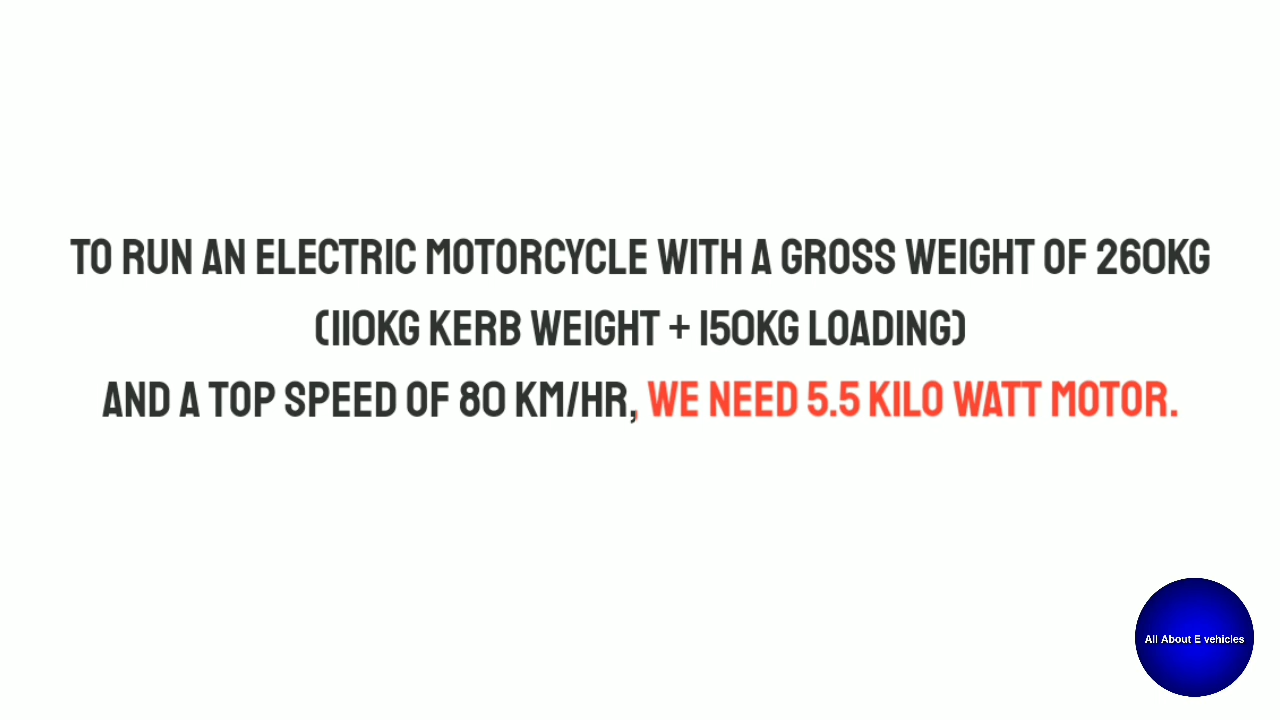 TO RUN AN ELECTRIC MOTORCYCLE WITH A GROSS WEIGHT OF 260KG
(110KG KERB WEIGHT + 150KG LOADING)
AND A TOP SPEED OF 80 KM/HR, WE NEED 5.5 KILO WATT MOTOR.
All About E vehicles